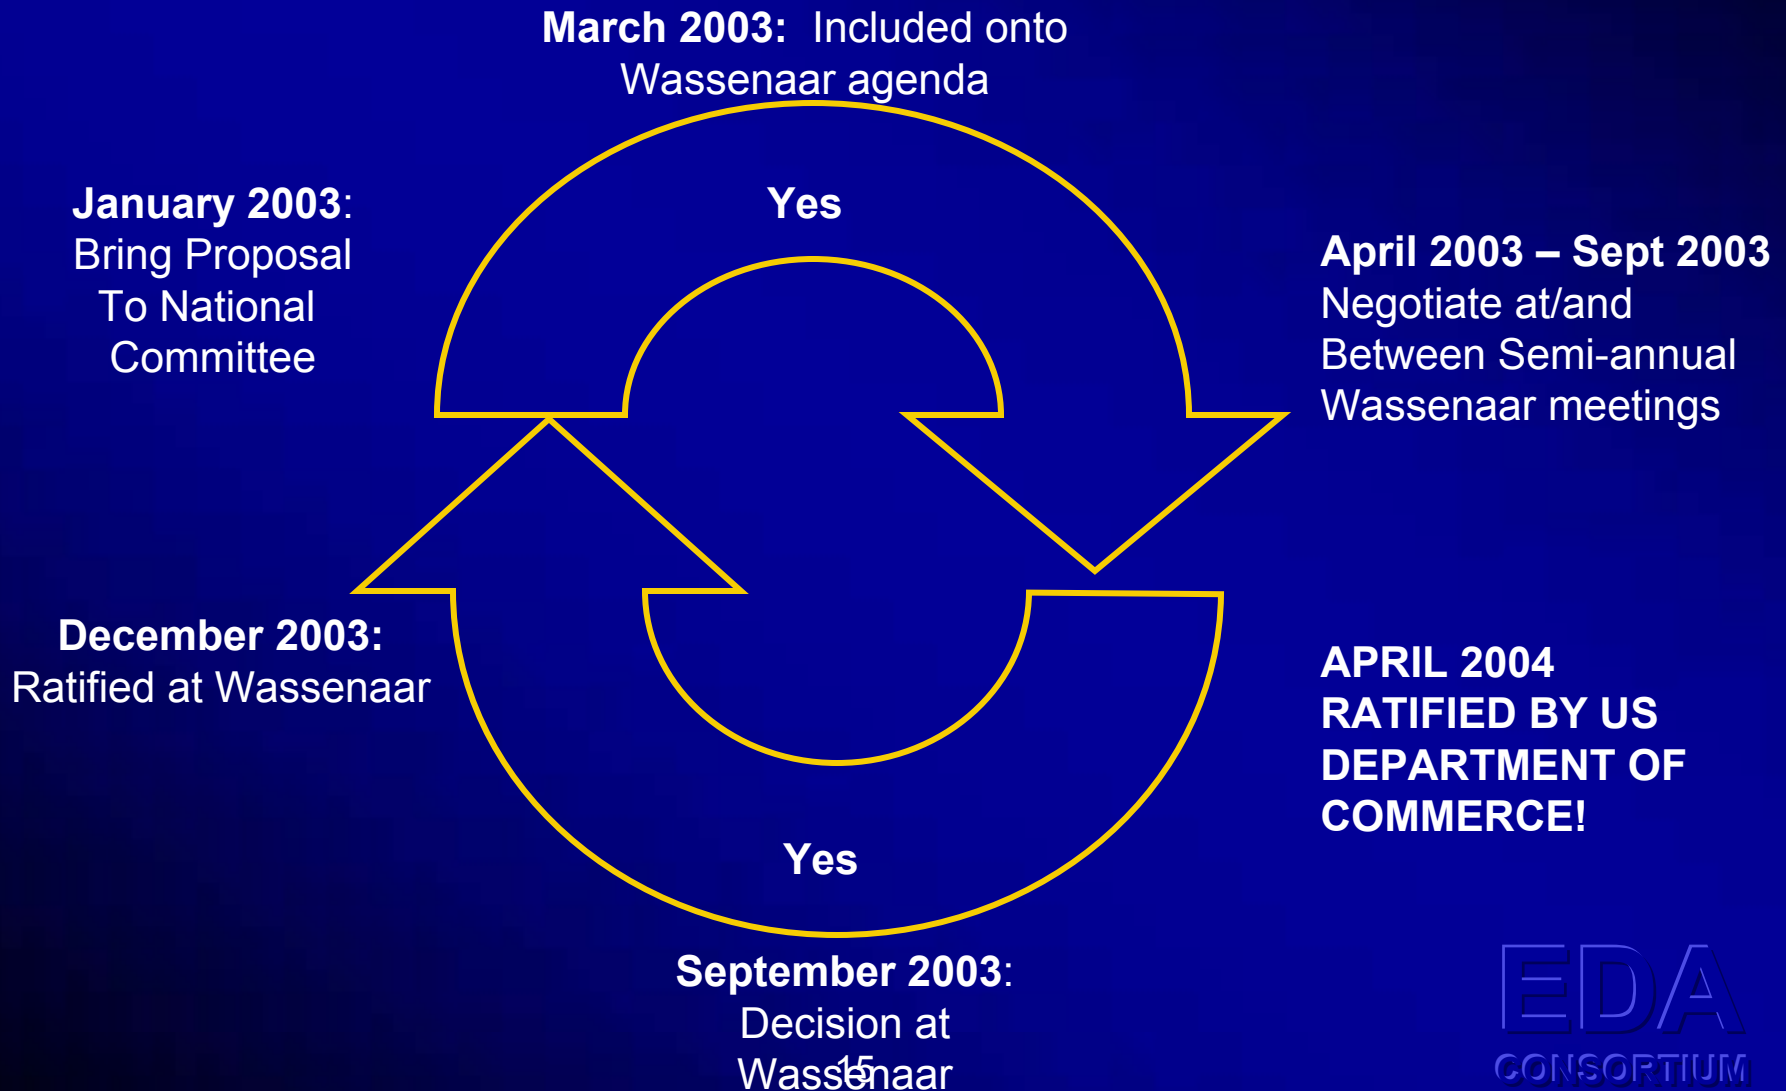 March 2003: Included onto
Wassenaar agenda
Yes
January 2003:
Bring Proposal
To National
Committee
April 2003 – Sept 2003
Negotiate at/and
Between Semi-annual
Wassenaar meetings
December 2003:
Ratified at Wassenaar
APRIL 2004
RATIFIED BY US
DEPARTMENT OF
COMMERCE!
Yes
September 2003:
Decision at
Wassenaar
15
EDA
CONSORTIUM